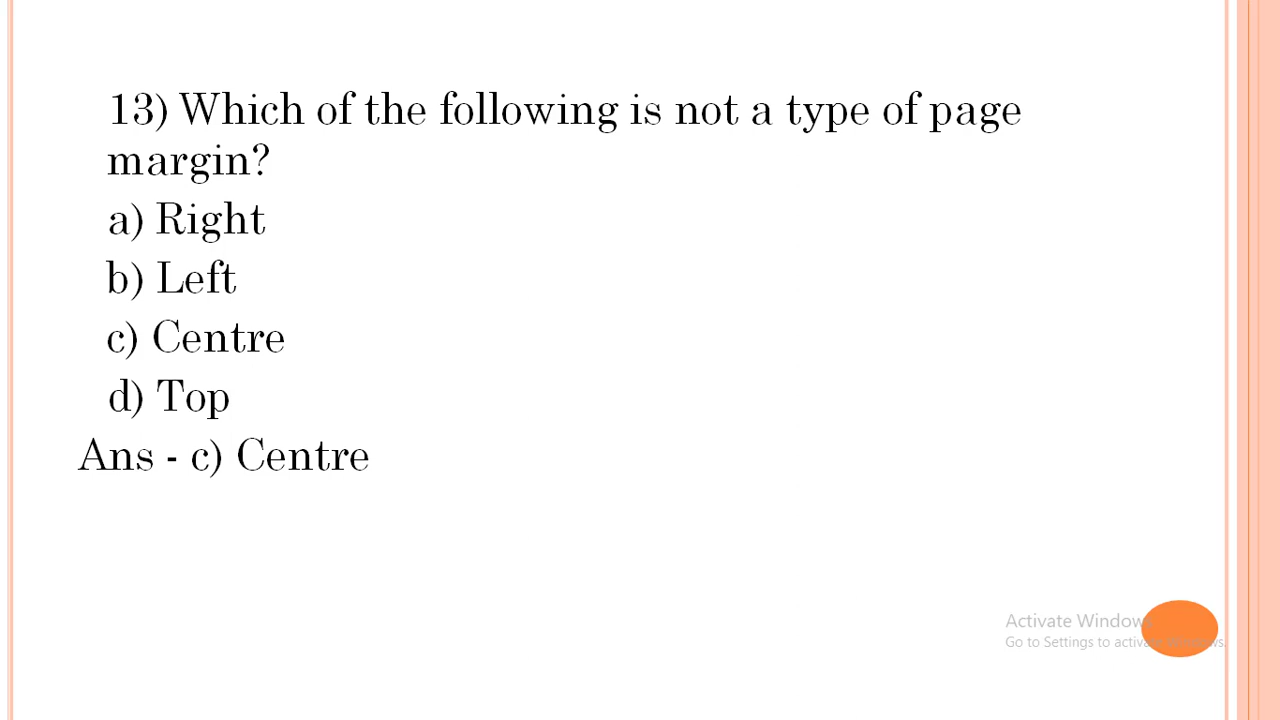 13) Which of the following is not a type of page
margin?
a) Right
b) Left
c) Centre
d) Top
Ans - c) Centre
Activate Windows
Go to Settings to activate Windows.